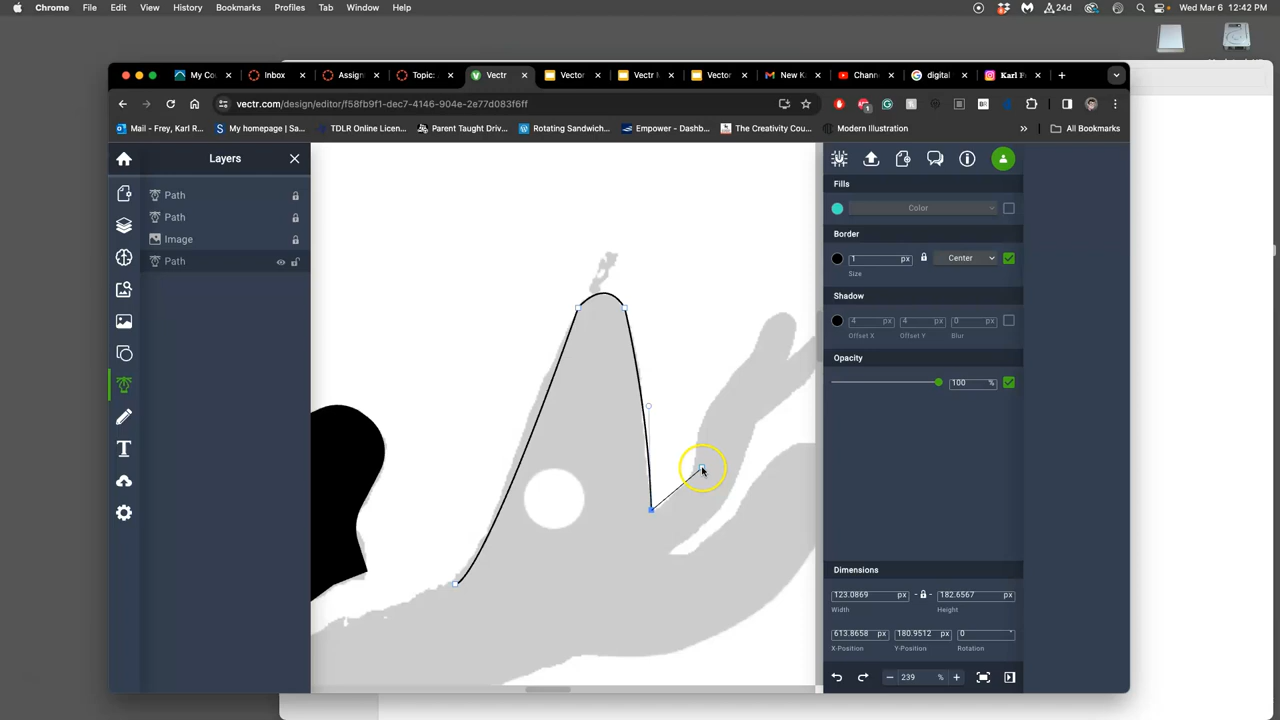 Chrome File Edit View History Bookmarks Profiles Tab Window Help 24d Wed Mar 6 12:42 PM
My Co Inbox Assign Topic: Vectr Vector Vectr Vector Gmail New K Chann digital Karl F
vectr.com/design/editor/f58fb9f1-dec7-4146-904e-2e77d083f6ff
Mail - Frey, Karl R... My homepage | Sa... TDLR Online Licen... Parent Taught Driv... Rotating Sandwich... Empower - Dashb... The Creativity Cou... Modern Illustration » All Bookmarks
Layers
Path
Path
Image
Path
Fills
Color
Border
1 px Center
Size
Shadow
4 px 4 px 0 px
Offset X Offset Y Blur
Opacity
100 %
Dimensions
123.0869 px 182.6567 px
Width Height
613.8658 px 180.9512 px 0 °
X-Position Y-Position Rotation
239 %